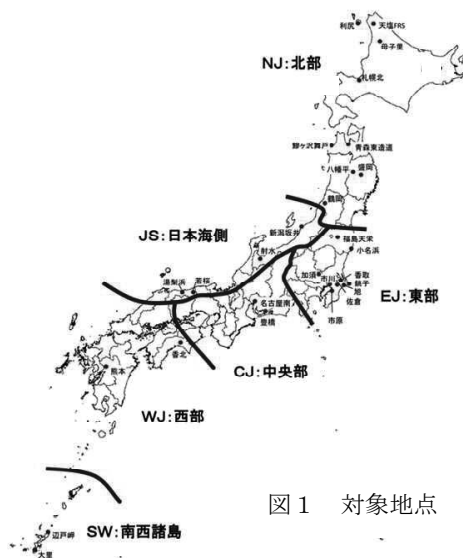 利尻
天塩FRS
母子里
NJ:北部
札幌北
鰺ヶ沢舞戸
青森東造道
八幡平
盛岡
鶴岡
新潟坂井
JS:日本海側
射水
福島天栄
小名浜
湯梨浜
若桜
加須
市川
香取
銚子
旭
佐倉
市原
EJ:東部
名古屋南
豊橋
香北
CJ:中央部
熊本
WJ:西部
図1 対象地点
辺戸岬
SW:南西諸島
大里